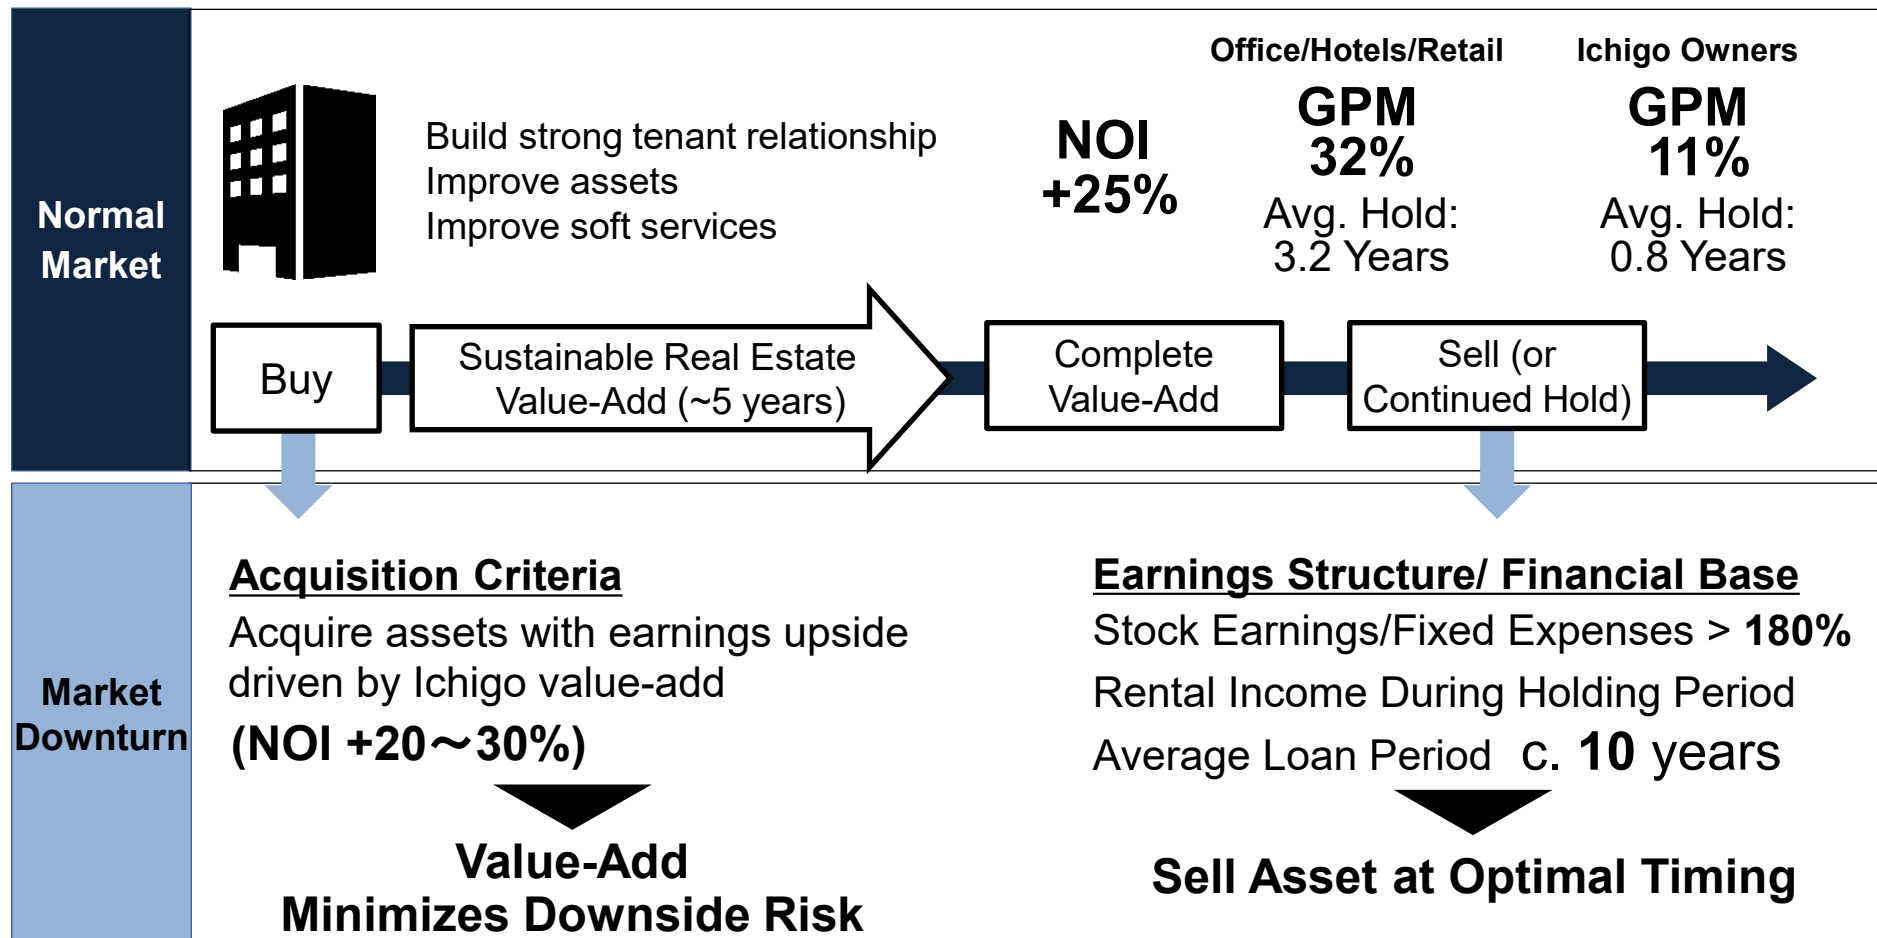 Normal
Market
Build strong tenant relationship
Improve assets
Improve soft services
NOI
+25%
Office/Hotels/Retail
GPM
32%
Avg. Hold:
3.2 Years
Ichigo Owners
GPM
11%
Avg. Hold:
0.8 Years
Buy
Sustainable Real Estate
Value-Add (~5 years)
Complete
Value-Add
Sell (or
Continued Hold)
Market
Downturn
Acquisition Criteria
Acquire assets with earnings upside
driven by Ichigo value-add
(NOI +20～30%)
Value-Add
Minimizes Downside Risk
Earnings Structure/ Financial Base
Stock Earnings/Fixed Expenses > 180%
Rental Income During Holding Period
Average Loan Period c. 10 years
Sell Asset at Optimal Timing